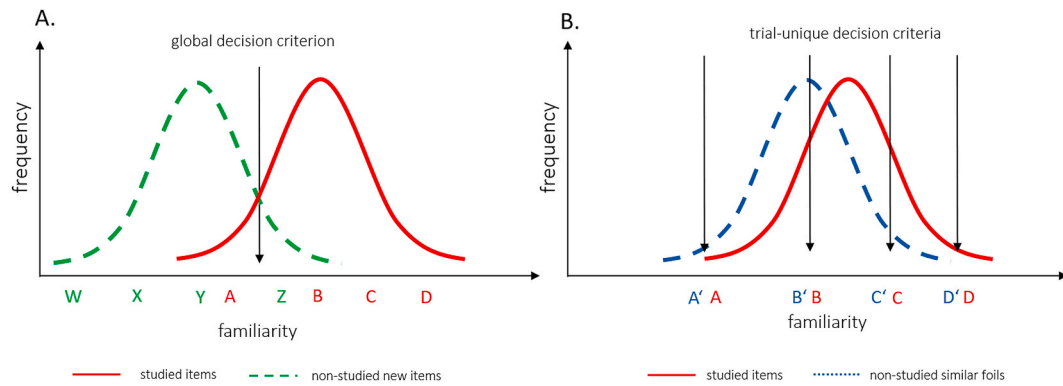 A.
global decision criterion
frequency
W X Y A Z B C D
familiarity
studied items non-studied new items
B.
trial-unique decision criteria
frequency
A‘ A B‘ B C‘ C D‘ D
familiarity
studied items non-studied similar foils